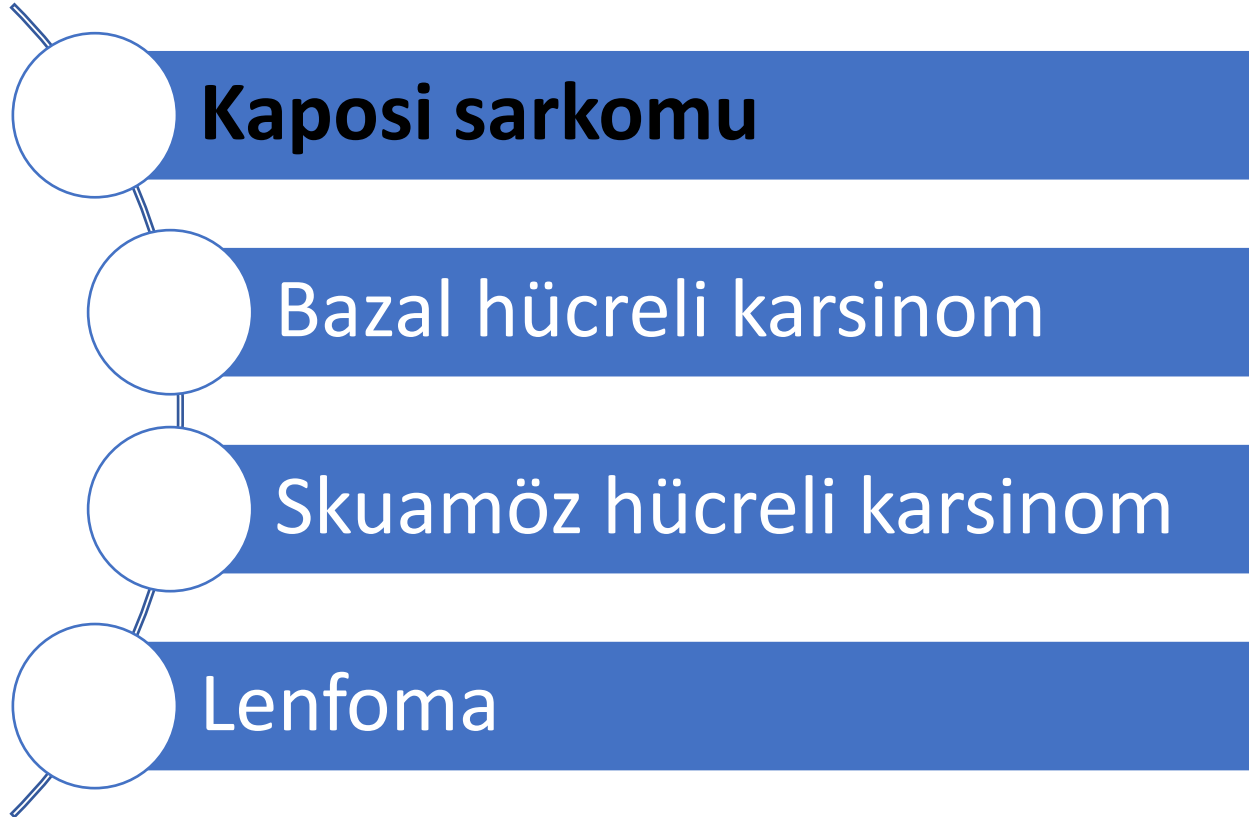 Kaposi sarkomu
Bazal hücreli karsinom
Skuamöz hücreli karsinom
Lenfoma